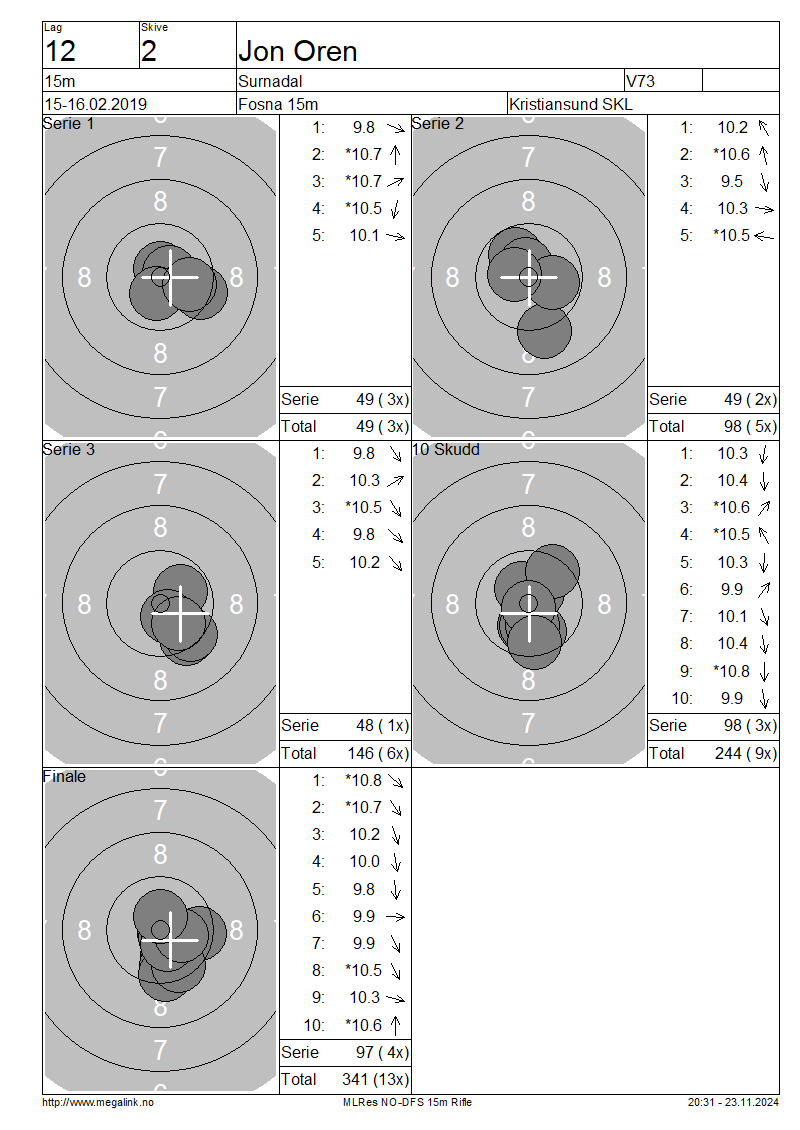 Lag
12
Skive
2
Jon Oren
15m
Surnadal
V73
15-16.02.2019
Fosna 15m
Kristiansund SKL
Serie 1
7
8
8 8
8
7
6
1: 9.8
2: *10.7
3: *10.7
4: *10.5
5: 10.1
Serie 49 ( 3x)
Total 49 ( 3x)
Serie 2
7
8
8 8
8
7
6
1: 10.2
2: *10.6
3: 9.5
4: 10.3
5: *10.5
Serie 49 ( 2x)
Total 98 ( 5x)
Serie 3
7
8
8 8
8
7
6
1: 9.8
2: 10.3
3: *10.5
4: 9.8
5: 10.2
Serie 48 ( 1x)
Total 146 ( 6x)
10 Skudd
7
8
8 8
8
7
6
1: 10.3
2: 10.4
3: *10.6
4: *10.5
5: 10.3
6: 9.9
7: 10.1
8: 10.4
9: *10.8
10: 9.9
Serie 98 ( 3x)
Total 244 ( 9x)
Finale
7
8
8 8
8
7
6
1: *10.8
2: *10.7
3: 10.2
4: 10.0
5: 9.8
6: 9.9
7: 9.9
8: *10.5
9: 10.3
10: *10.6
Serie 97 ( 4x)
Total 341 (13x)
http://www.megalink.no
MLRes NO-DFS 15m Rifle
20:31 - 23.11.2024